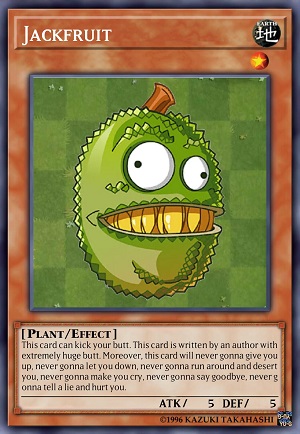 JACKFRUIT
EARTH
地
[PLANT/EFFECT]
This card can kick your butt. This card is written by an author with
extremely huge butt. Moreover, this card will never gonna give you
up, never gonna let you down, never gonna run around and desert
you, never gonna make you cry, never gonna say goodbye, never g
onna tell a lie and hurt you.
ATK / 5 DEF / 5
©1996 KAZUKI TAKAHASHI